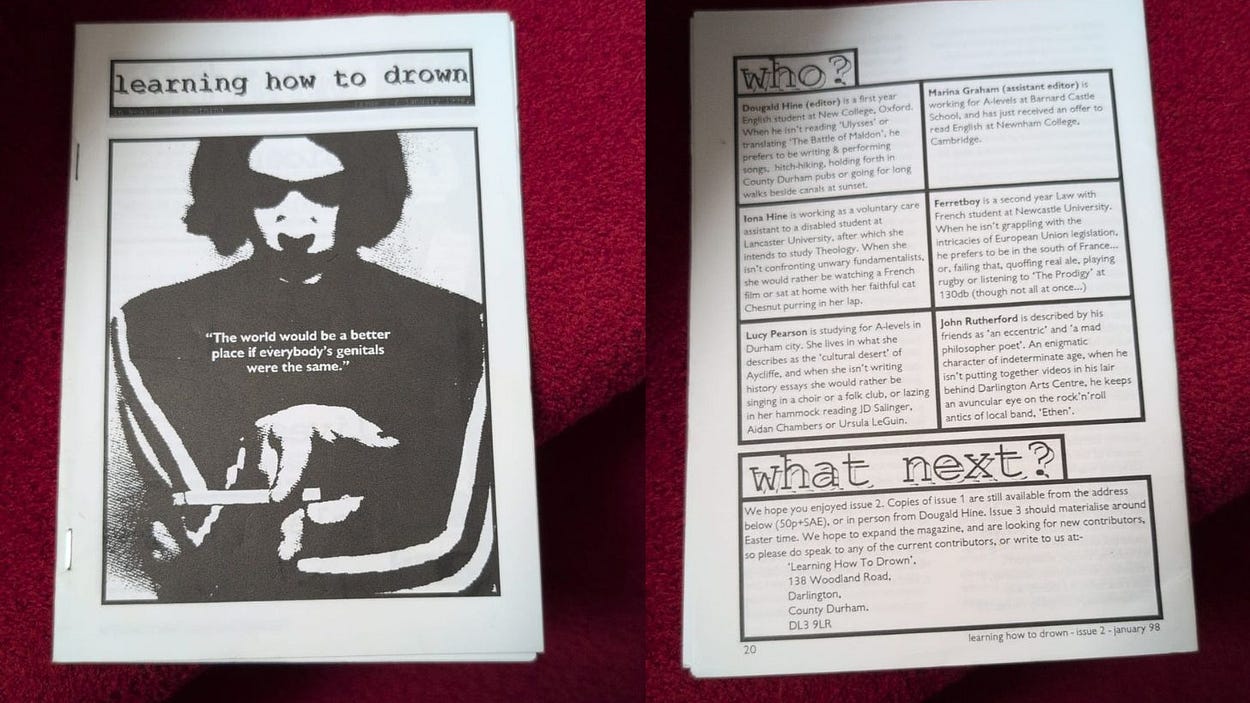 learning how to drown
"The world would be a better
place if everybody's genitals
were the same."
who?
Dougald Hine (editor) is a first year
English student at New College, Oxford.
When he isn't reading 'Ulysses' or
translating 'The Battle of Maldon', he
prefers to be writing & performing
songs, hitch-hiking, holding forth in
County Durham pubs or going for long
walks beside canals at sunset.
Marina Graham (assistant editor) is
working for A-levels at Barnard Castle
School, and has just received an offer to
read English at Newnham College,
Cambridge.
Iona Hine is working as a voluntary care
assistant to a disabled student at
Lancaster University, after which she
intends to study Theology. When she
isn't confronting unwary fundamentalists,
she would rather be watching a French
film or sat at home with her faithful cat
Chesnut purring in her lap.
Ferretboy is a second year Law with
French student at Newcastle University.
When he isn't grappling with the
intricacies of European Union legislation,
he prefers to be in the south of France...
or, failing that, quoffing real ale, playing
rugby or listening to 'The Prodigy' at
130db (though not all at once...)
Lucy Pearson is studying for A-levels in
Durham city. She lives in what she
describes as the 'cultural desert' of
Aycliffe, and when she isn't writing
history essays she would rather be
singing in a choir or a folk club, or lazing
in her hammock reading JD Salinger,
Aidan Chambers or Ursula LeGuin.
John Rutherford is described by his
friends as 'an eccentric' and 'a mad
philosopher poet'. An enigmatic
character of indeterminate age, when he
isn't putting together videos in his lair
behind Darlington Arts Centre, he keeps
an avuncular eye on the rock'n'roll
antics of local band, 'Ethen'.
what next?
We hope you enjoyed issue 2. Copies of issue 1 are still available from the address
below (50p+SAE), or in person from Dougald Hine. Issue 3 should materialise around
Easter time. We hope to expand the magazine, and are looking for new contributors,
so please do speak to any of the current contributors, or write to us at:-
'Learning How To Drown',
138 Woodland Road,
Darlington,
County Durham.
DL3 9LR
learning how to drown - issue 2 - january 98
20